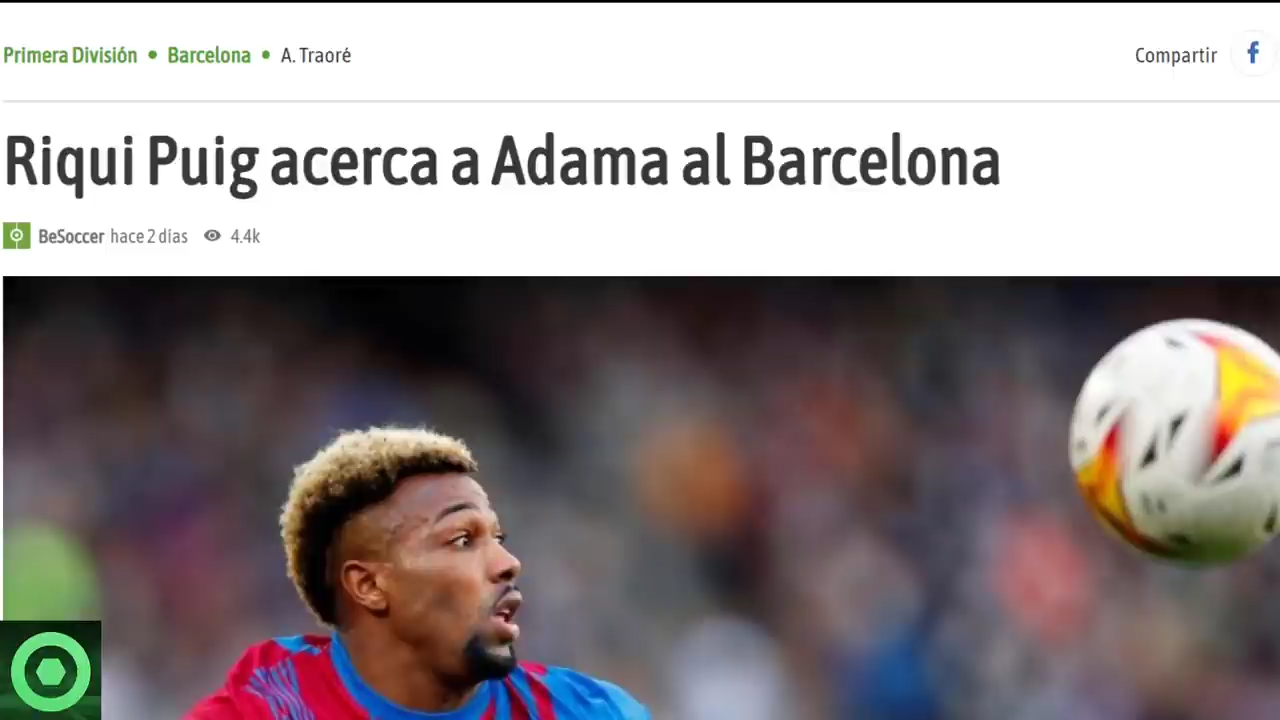 Primera División • Barcelona • A. Traoré
Compartir
Riqui Puig acerca a Adama al Barcelona
BeSoccer hace 2 días 4.4k